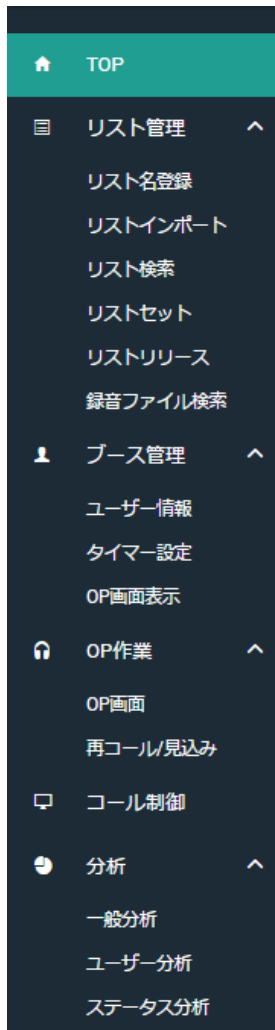 TOP
リスト管理
リスト名登録
リストインポート
リスト検索
リストセット
リストリリース
録音ファイル検索
ブース管理
ユーザー情報
タイマー設定
OP画面表示
OP作業
OP画面
再コール/見込み
コール制御
分析
一般分析
ユーザー分析
ステータス分析